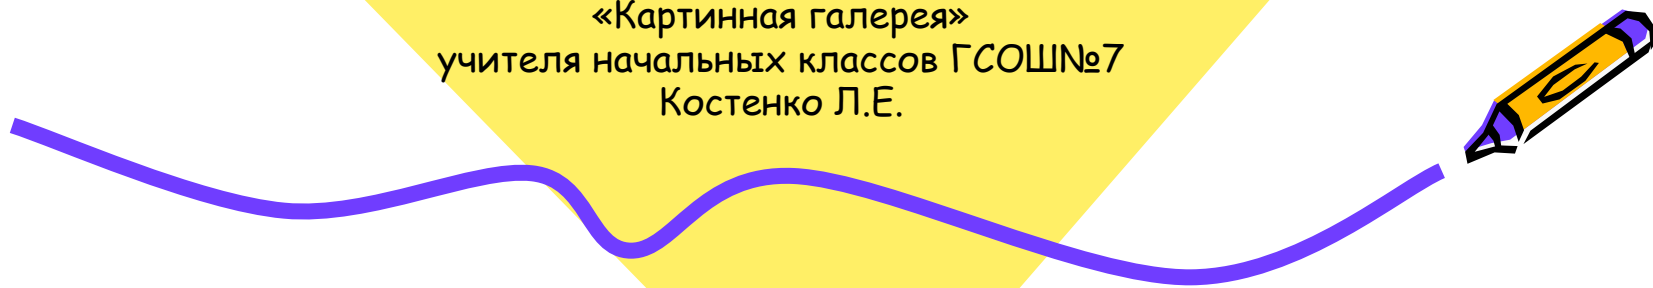 «Картинная галерея»
учителя начальных классов ГСОШ№7
Костенко Л.Е.